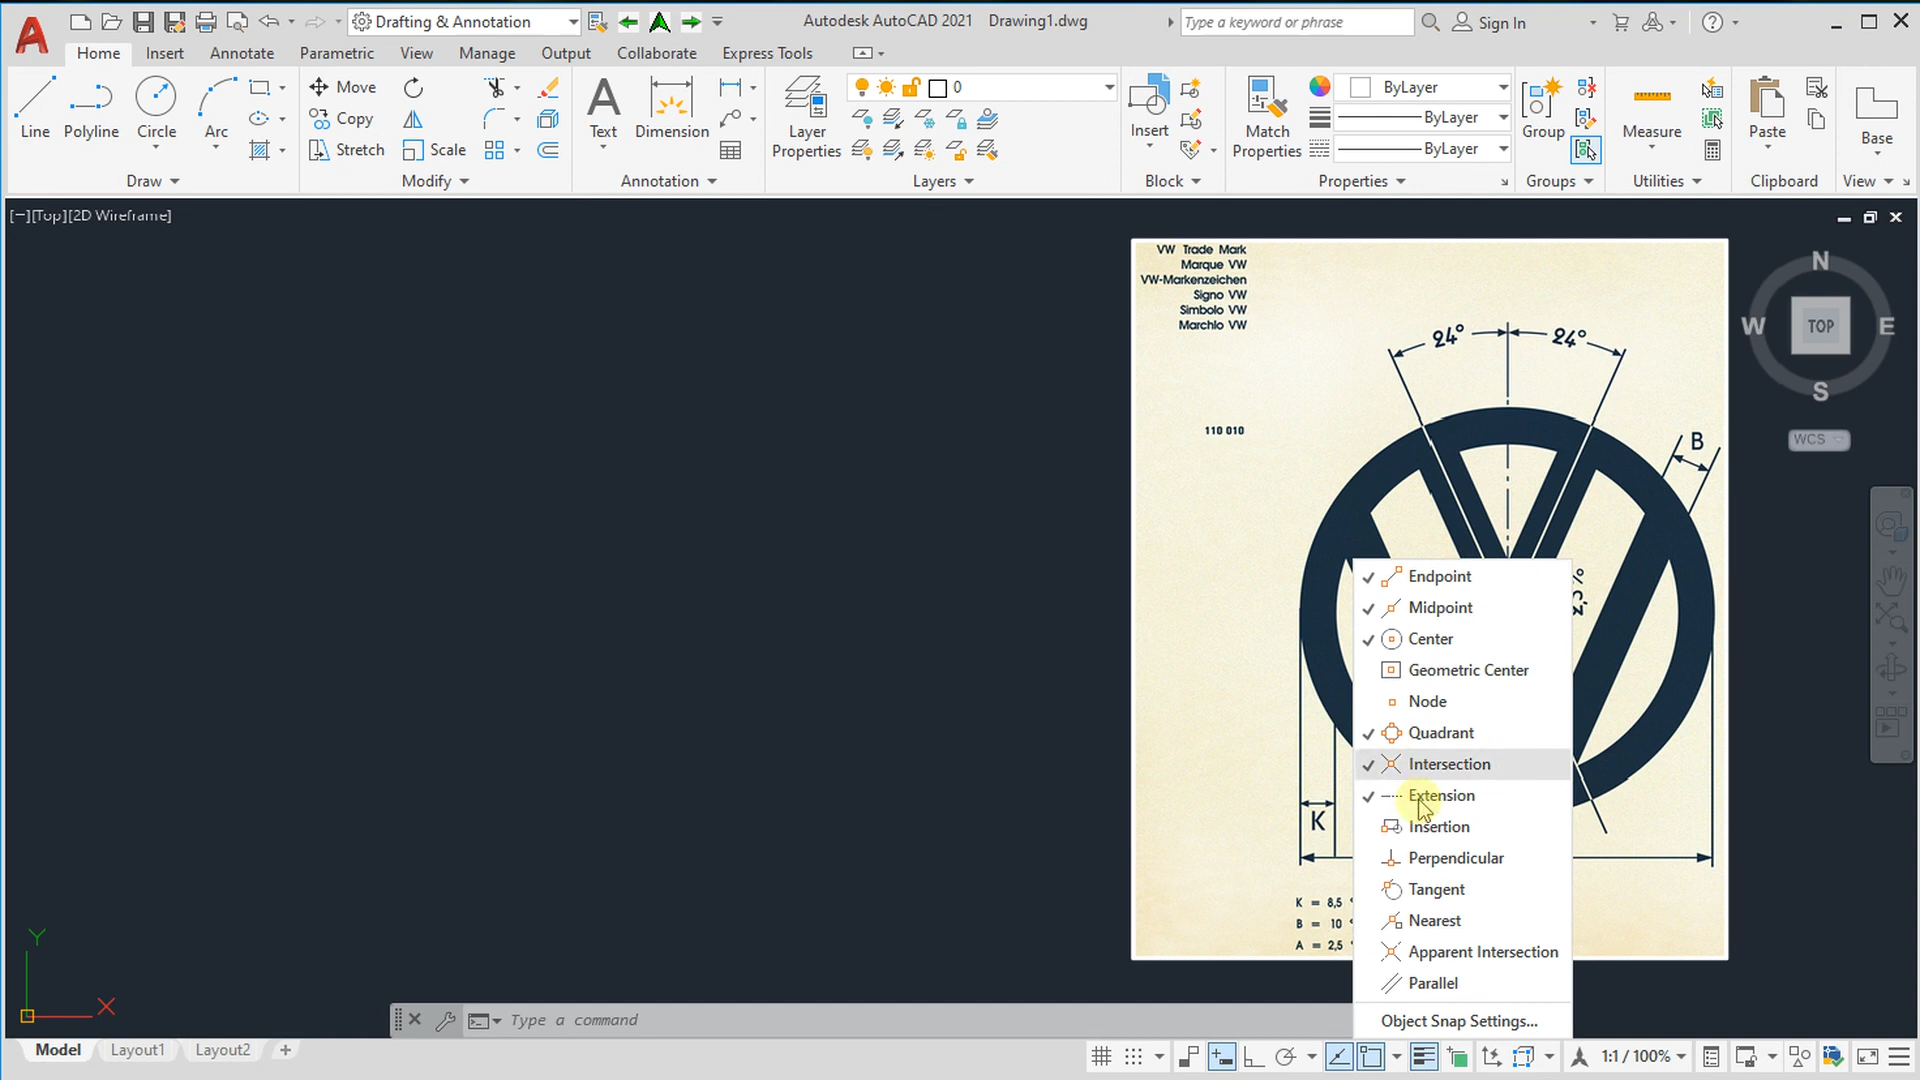 Drafting & Annotation
Autodesk AutoCAD 2021 Drawing1.dwg
Type a keyword or phrase
Sign In
Home Insert Annotate Parametric View Manage Output Collaborate Express Tools
Line
Polyline
Circle
Arc
Draw
Move
Copy
Stretch
Scale
Modify
Text
Dimension
Annotation
Layer
Properties
0
Layers
Insert
Block
Match
Properties
ByLayer
ByLayer
ByLayer
Properties
Group
Groups
Measure
Utilities
Paste
Clipboard
Base
View
[−][Top][2D Wireframe]
N
W TOP E
S
WCS
VW Trade Mark
Marque VW
VW-Markenzeichen
Signo VW
Simbolo VW
Marchlo VW
24° 24°
110 010
B
K
K = 8,5
B = 10
A = 2,5
Endpoint
Midpoint
Center
Geometric Center
Node
Quadrant
Intersection
Extension
Insertion
Perpendicular
Tangent
Nearest
Apparent Intersection
Parallel
Object Snap Settings...
Y
X
Type a command
Model Layout1 Layout2 +
1:1 / 100%